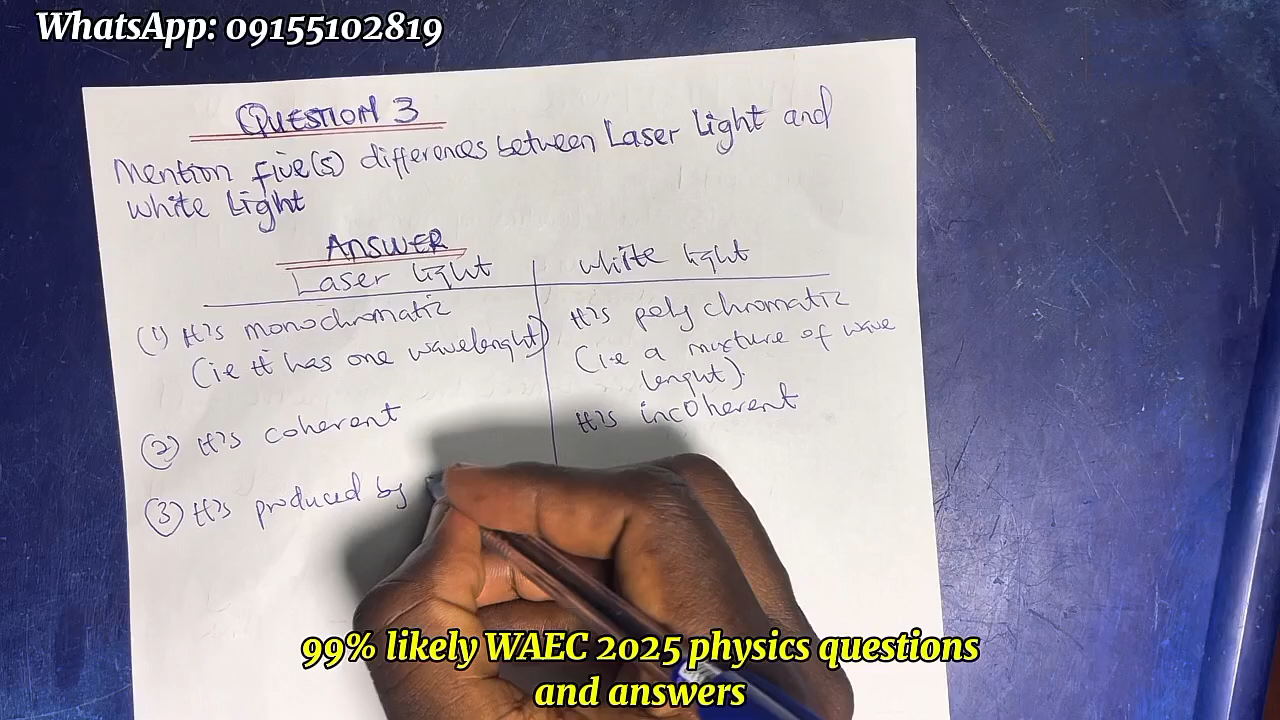 WhatsApp: 09155102819
QUESTION 3
Mention five(5) differences between Laser Light and
White Light
ANSWER
Laser light
White light
(1) It's monochromatic
(i.e it has one wavelenght)
It's poly chromatic
(i.e a mixture of wave
lenght).
(2) It's coherent
It's incoherent
(3) It's produced by
99% likely WAEC 2025 physics questions
and answers